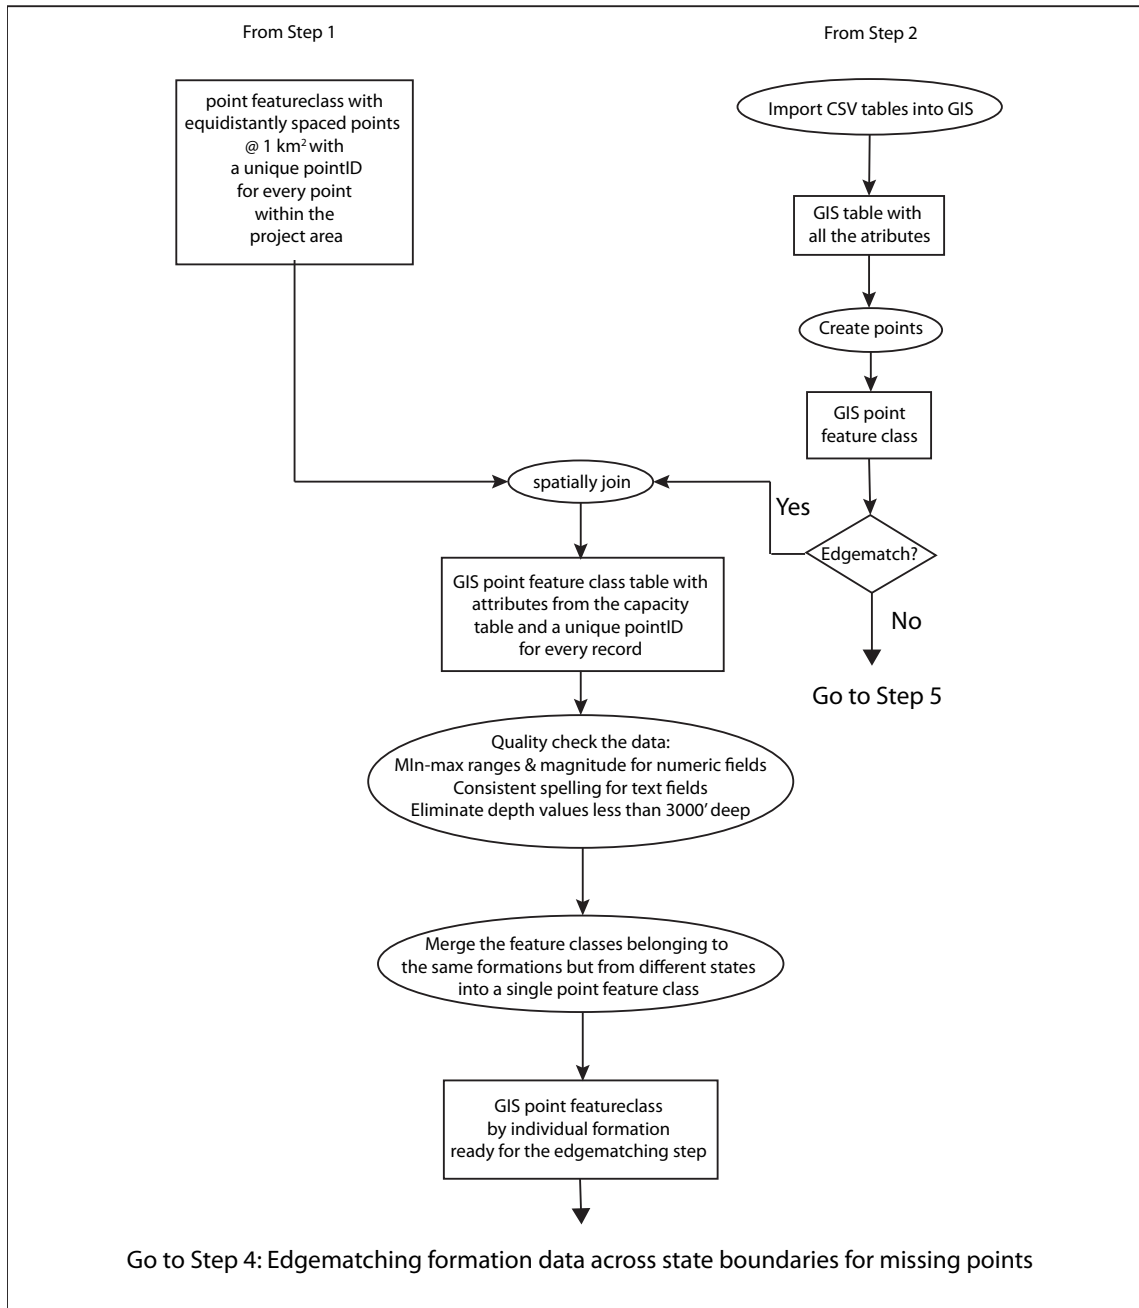 From Step 1
From Step 2
point featureclass with
equidistantly spaced points
@ 1 km² with
a unique pointID
for every point
within the
project area
Import CSV tables into GIS
GIS table with
all the atributes
Create points
GIS point
feature class
spatially join
Yes
Edgematch?
No
Go to Step 5
GIS point feature class table with
attributes from the capacity
table and a unique pointID
for every record
Quality check the data:
MIn-max ranges & magnitude for numeric fields
Consistent spelling for text fields
Eliminate depth values less than 3000' deep
Merge the feature classes belonging to
the same formations but from different states
into a single point feature class
GIS point featureclass
by individual formation
ready for the edgematching step
Go to Step 4: Edgematching formation data across state boundaries for missing points